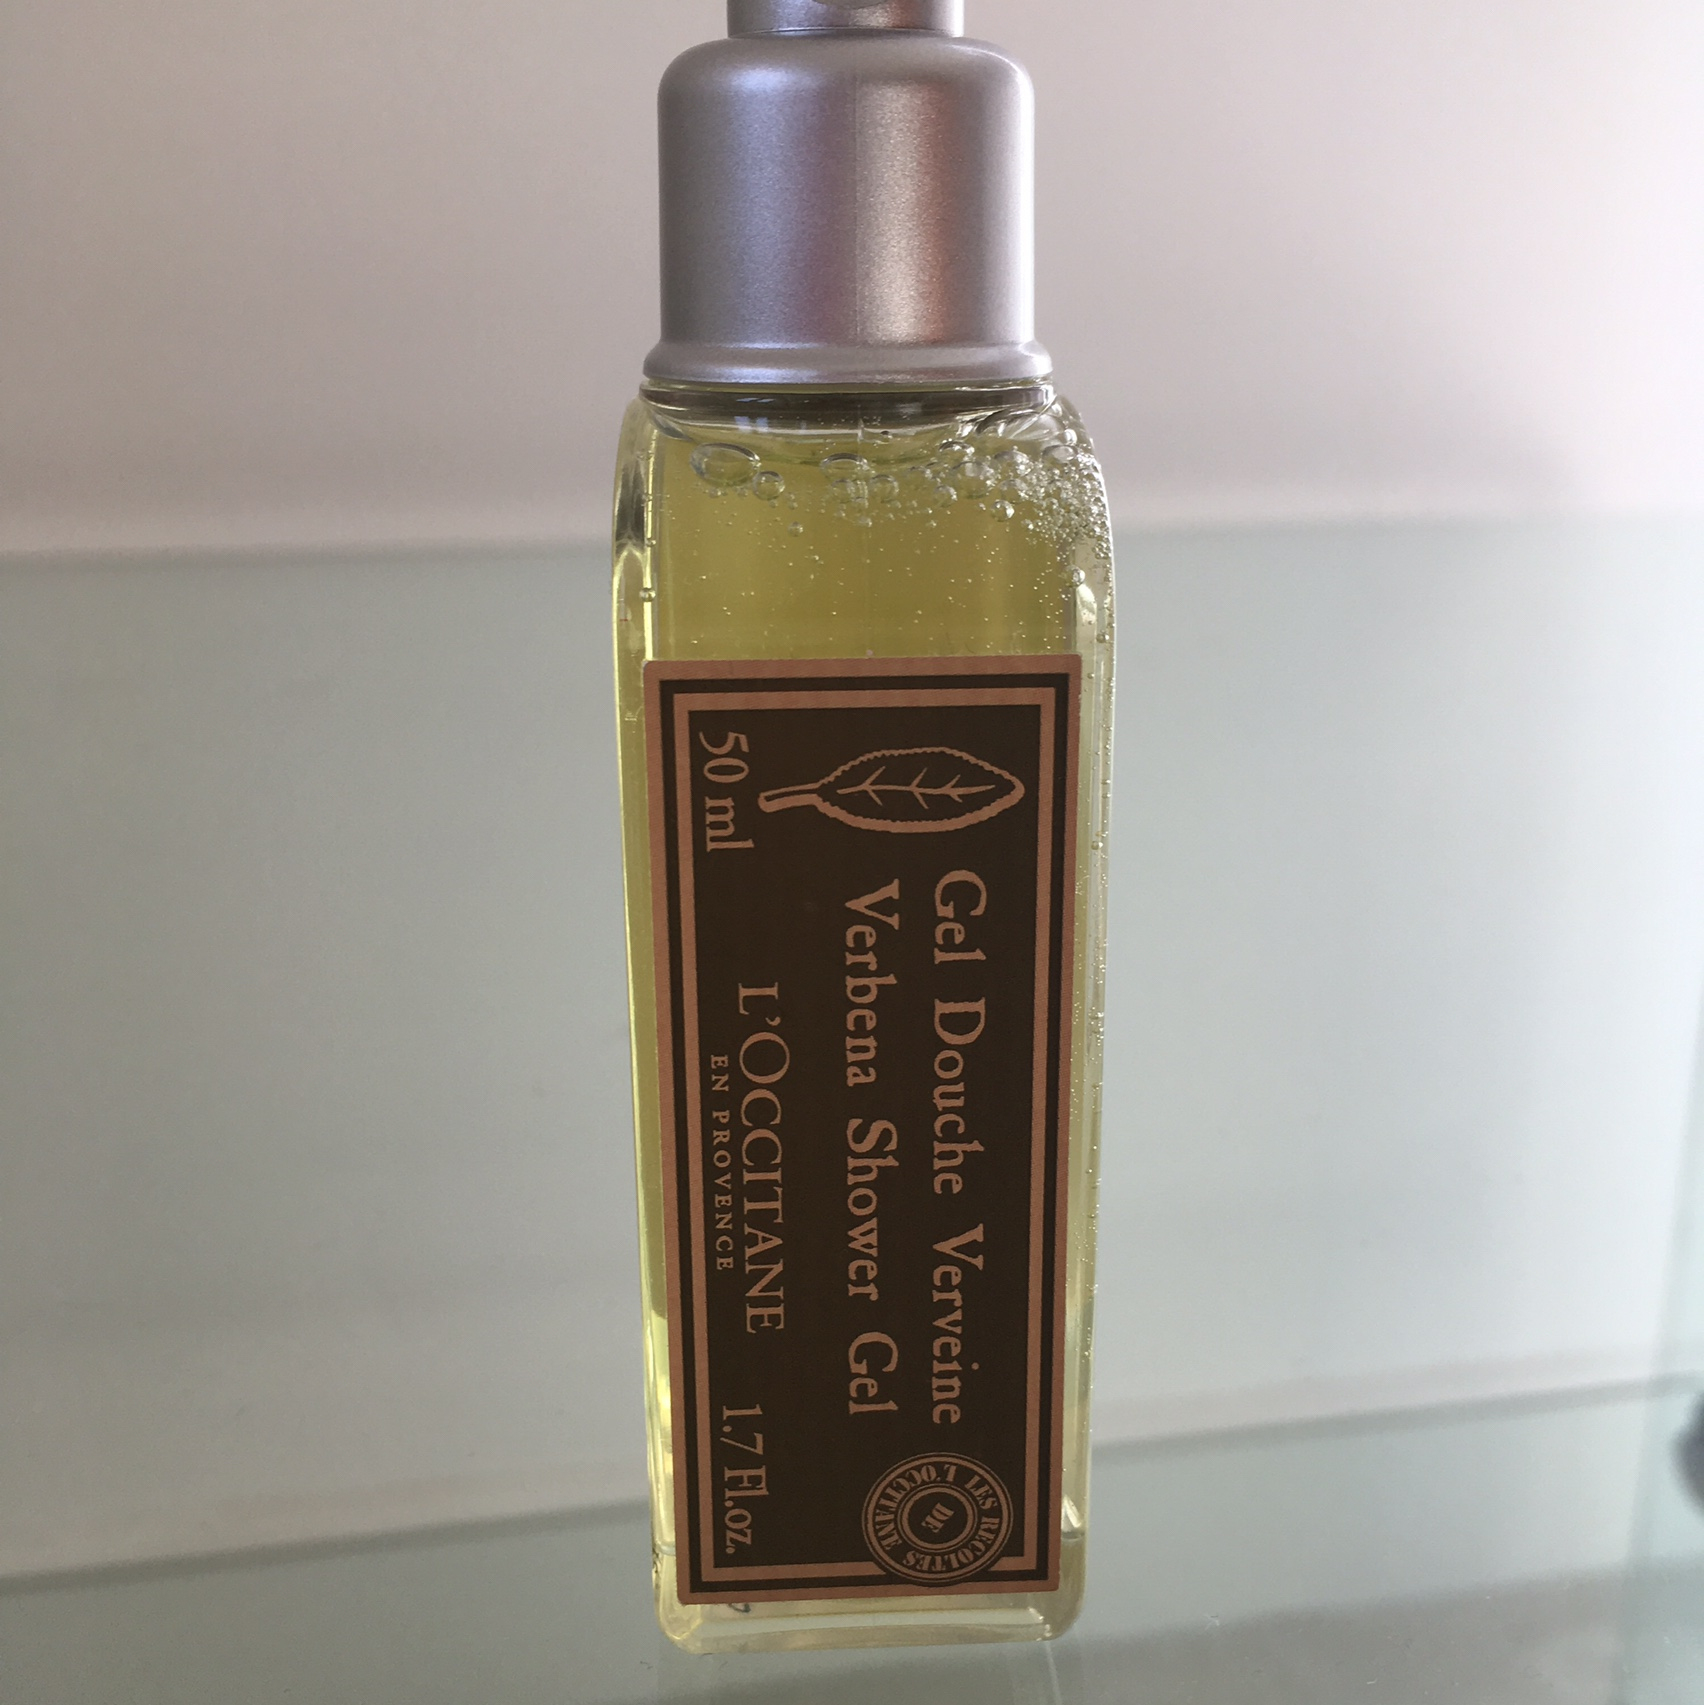 Gel Douche Verveine
Verbena Shower Gel
L'OCCITANE
EN PROVENCE
50 ml
1.7 Fl.oz.
LES RECOLTES
DE
L'OCCITANE